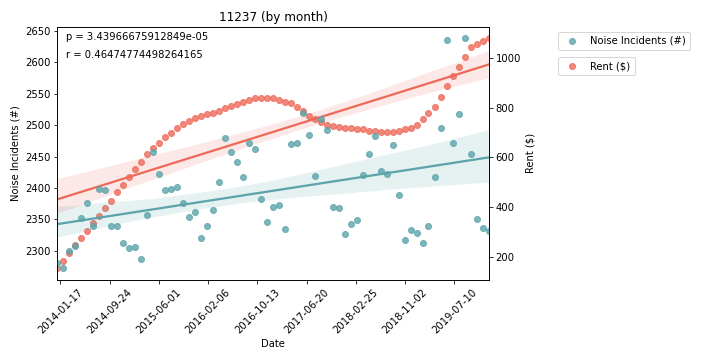 11237 (by month)
p = 3.43966675912849e-05
r = 0.46474774498264165
Noise Incidents (#)
Rent ($)
2650
2600
2550
2500
2450
2400
2350
2300
Noise Incidents (#)
1000
800
600
400
200
Rent ($)
2014-01-17
2014-09-24
2015-06-01
2016-02-06
2016-10-13
2017-06-20
2018-02-25
2018-11-02
2019-07-10
Date